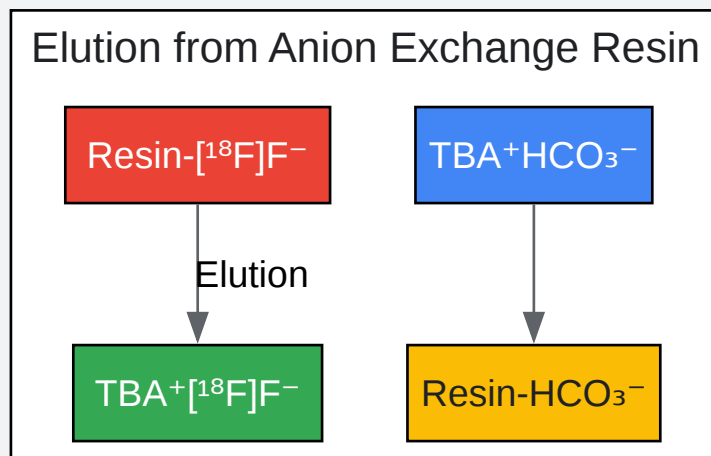 Elution from Anion Exchange Resin
Resin-[¹⁸F]F⁻
TBA⁺HCO₃⁻
Elution
TBA⁺[¹⁸F]F⁻
Resin-HCO₃⁻